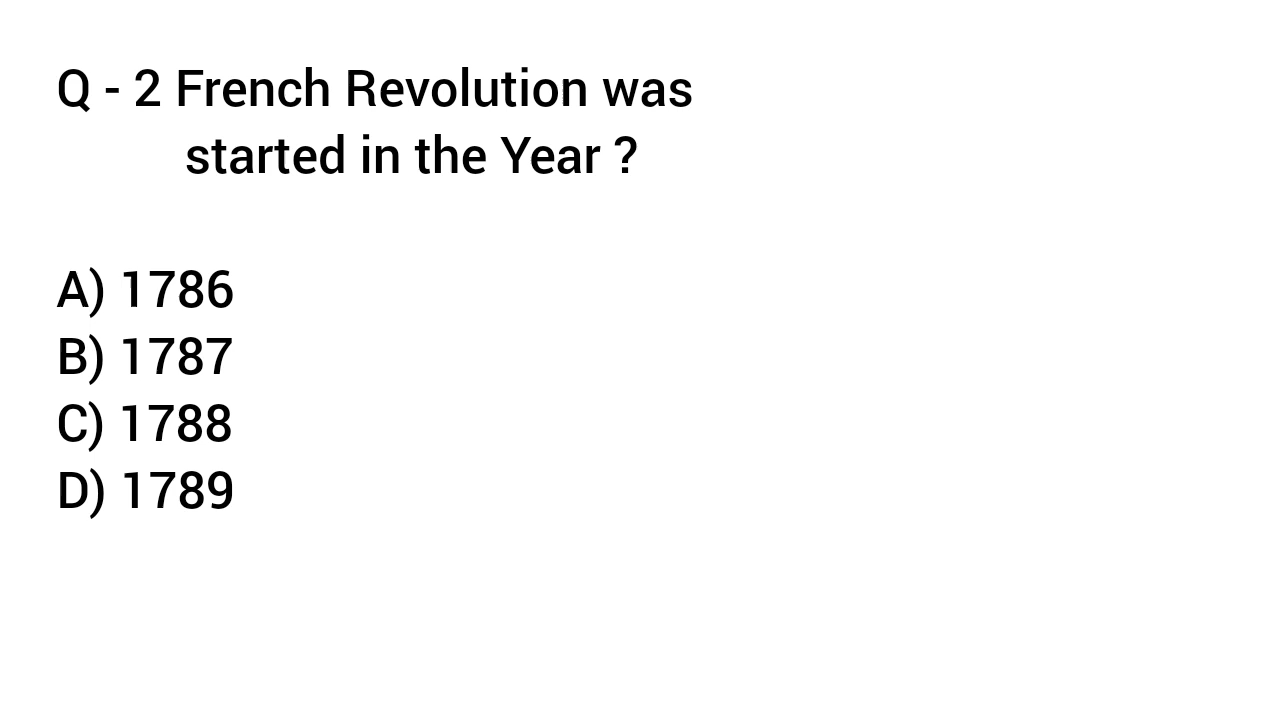 Q - 2 French Revolution was
started in the Year ?
A) 1786
B) 1787
C) 1788
D) 1789